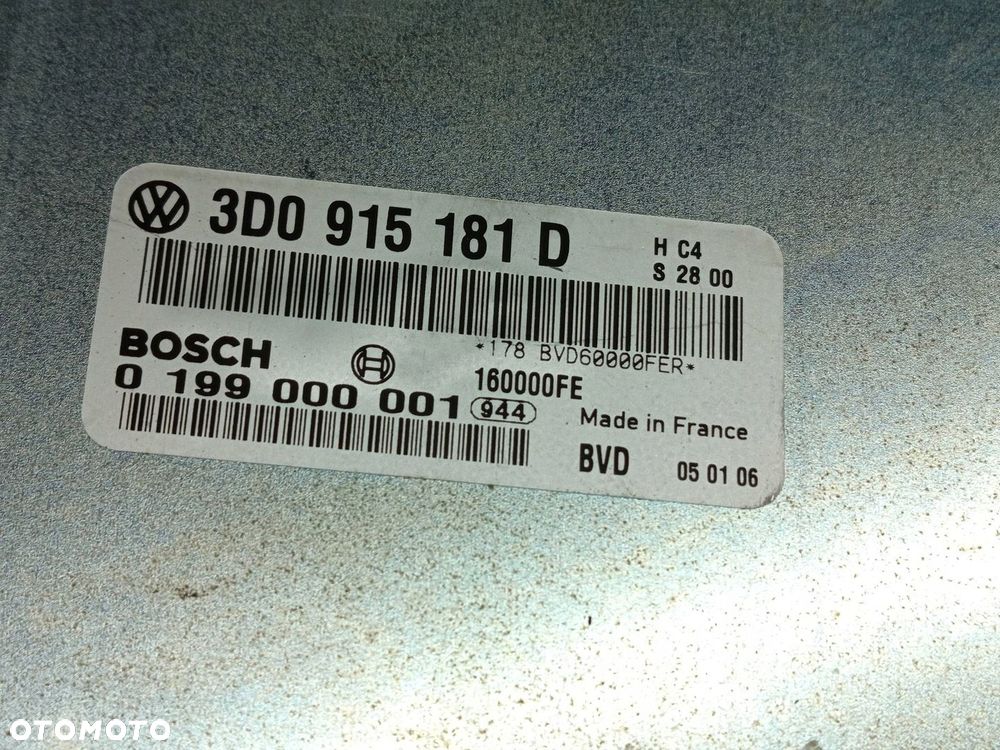 3D0 915 181 D
H C4
S 28 00
*178 BVD60000FER*
BOSCH
160000FE
0 199 000 001 944
Made in France
BVD 05 01 06
OTOMOTO